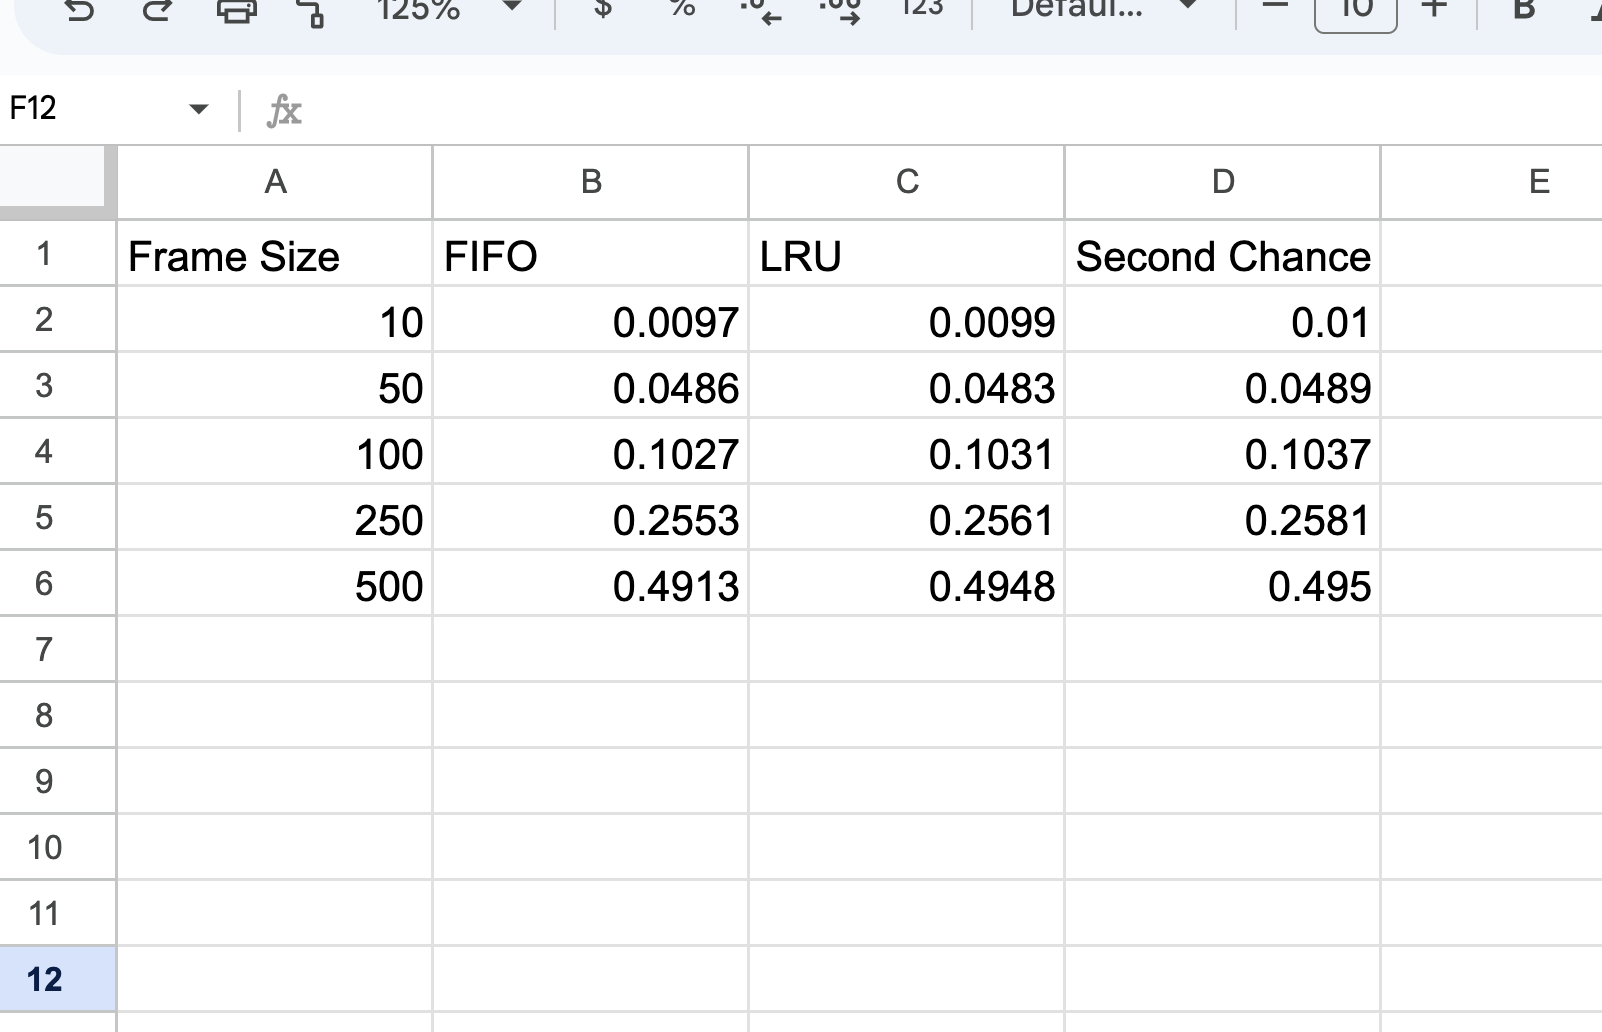 125% $ % .0 .00 123 Defaul... 10 B
F12 fx
A B C D E
1 Frame Size FIFO LRU Second Chance
2 10 0.0097 0.0099 0.01
3 50 0.0486 0.0483 0.0489
4 100 0.1027 0.1031 0.1037
5 250 0.2553 0.2561 0.2581
6 500 0.4913 0.4948 0.495
7
8
9
10
11
12